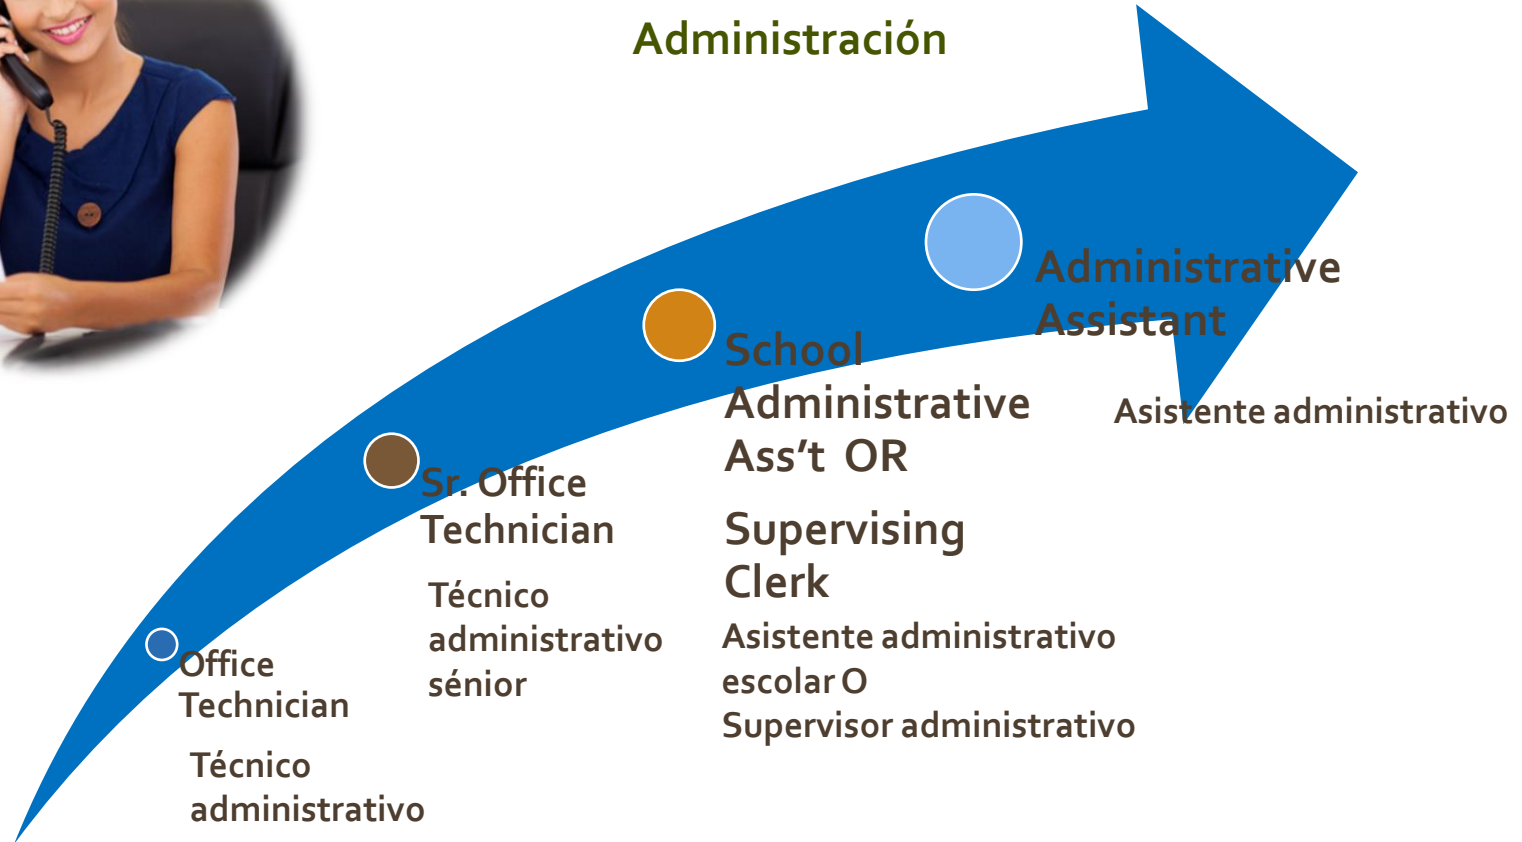 Administración
Administrative
Assistant
Asistente administrativo
School
Administrative
Ass’t OR
Supervising
Clerk
Asistente administrativo
escolar O
Supervisor administrativo
Sr. Office
Technician
Técnico
administrativo
sénior
Office
Technician
Técnico
administrativo